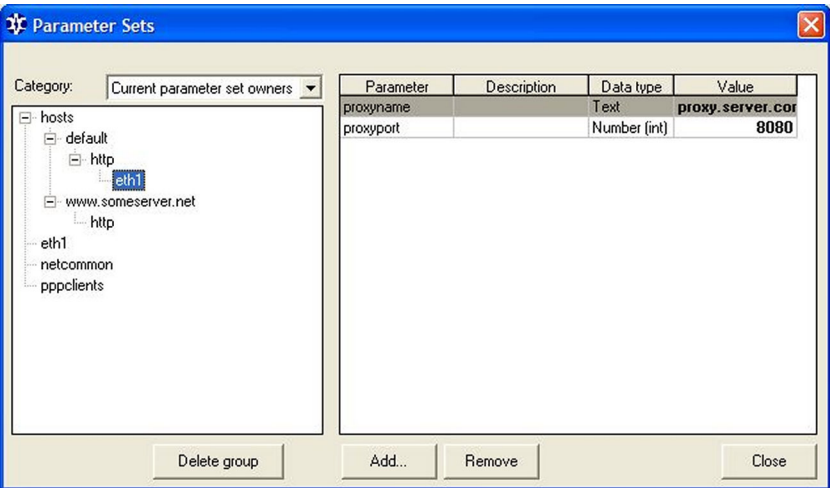 Parameter Sets
Category:
Current parameter set owners
hosts
default
http
eth1
www.someserver.net
http
eth1
netcommon
pppclients
Parameter Description Data type Value
proxyname Text proxy.server.cor
proxyport Number (int) 8080
Delete group
Add... Remove Close